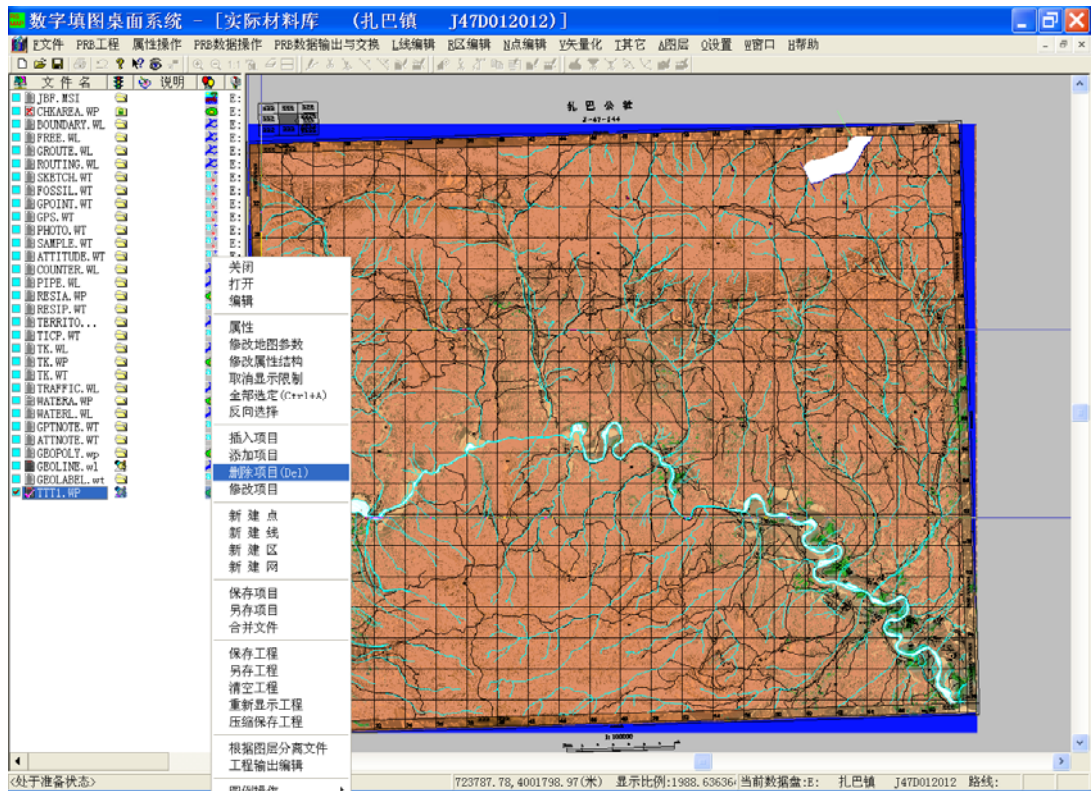 数字填图桌面系统 - [实际材料库 (扎巴镇 J47D012012)]
F文件 PRB工程 属性操作 PRB数据操作 PRB数据输出与交换 L线编辑 R区编辑 N点编辑 Y矢量化 I其它 A图层 O设置 W窗口 H帮助
文件名 说明
JBF.MSI E:
CHKAREA.WP E:
BOUNDARY.WL E:
FREE.WL E:
GROUTE.WL E:
ROUTING.WL E:
SKETCH.WT E:
FOSSIL.WT E:
GPOINT.WT E:
GPS.WT E:
PHOTO.WT E:
SAMPLE.WT E:
ATTITUDE.WT
COUNTER.WL
PIPE.WL
RESIA.WP
RESIP.WT
TERRITO...
TICP.WT
TK.WL
TK.WP
TK.WT
TRAFFIC.WL
WATERA.WP
WATERL.WL
GPTNOTE.WT
ATTNOTE.WT
GEOPOLY.wp
GEOLINE.wl
GEOLABEL.wt
TTT1.WP
关闭
打开
编辑
属性
修改地图参数
修改属性结构
取消显示限制
全部选定(Ctrl+A)
反向选择
插入项目
添加项目
删除项目(Del)
修改项目
新 建 点
新 建 线
新 建 区
新 建 网
保存项目
另存项目
合并文件
保存工程
另存工程
清空工程
重新显示工程
压缩保存工程
根据图层分离文件
工程输出编辑
图例操作
扎巴公社
J-47-144
1:100000
<处于准备状态> 723787.78,4001798.97(米) 显示比例:1988.63636 当前数据盘:E: 扎巴镇 J47D012012 路线: